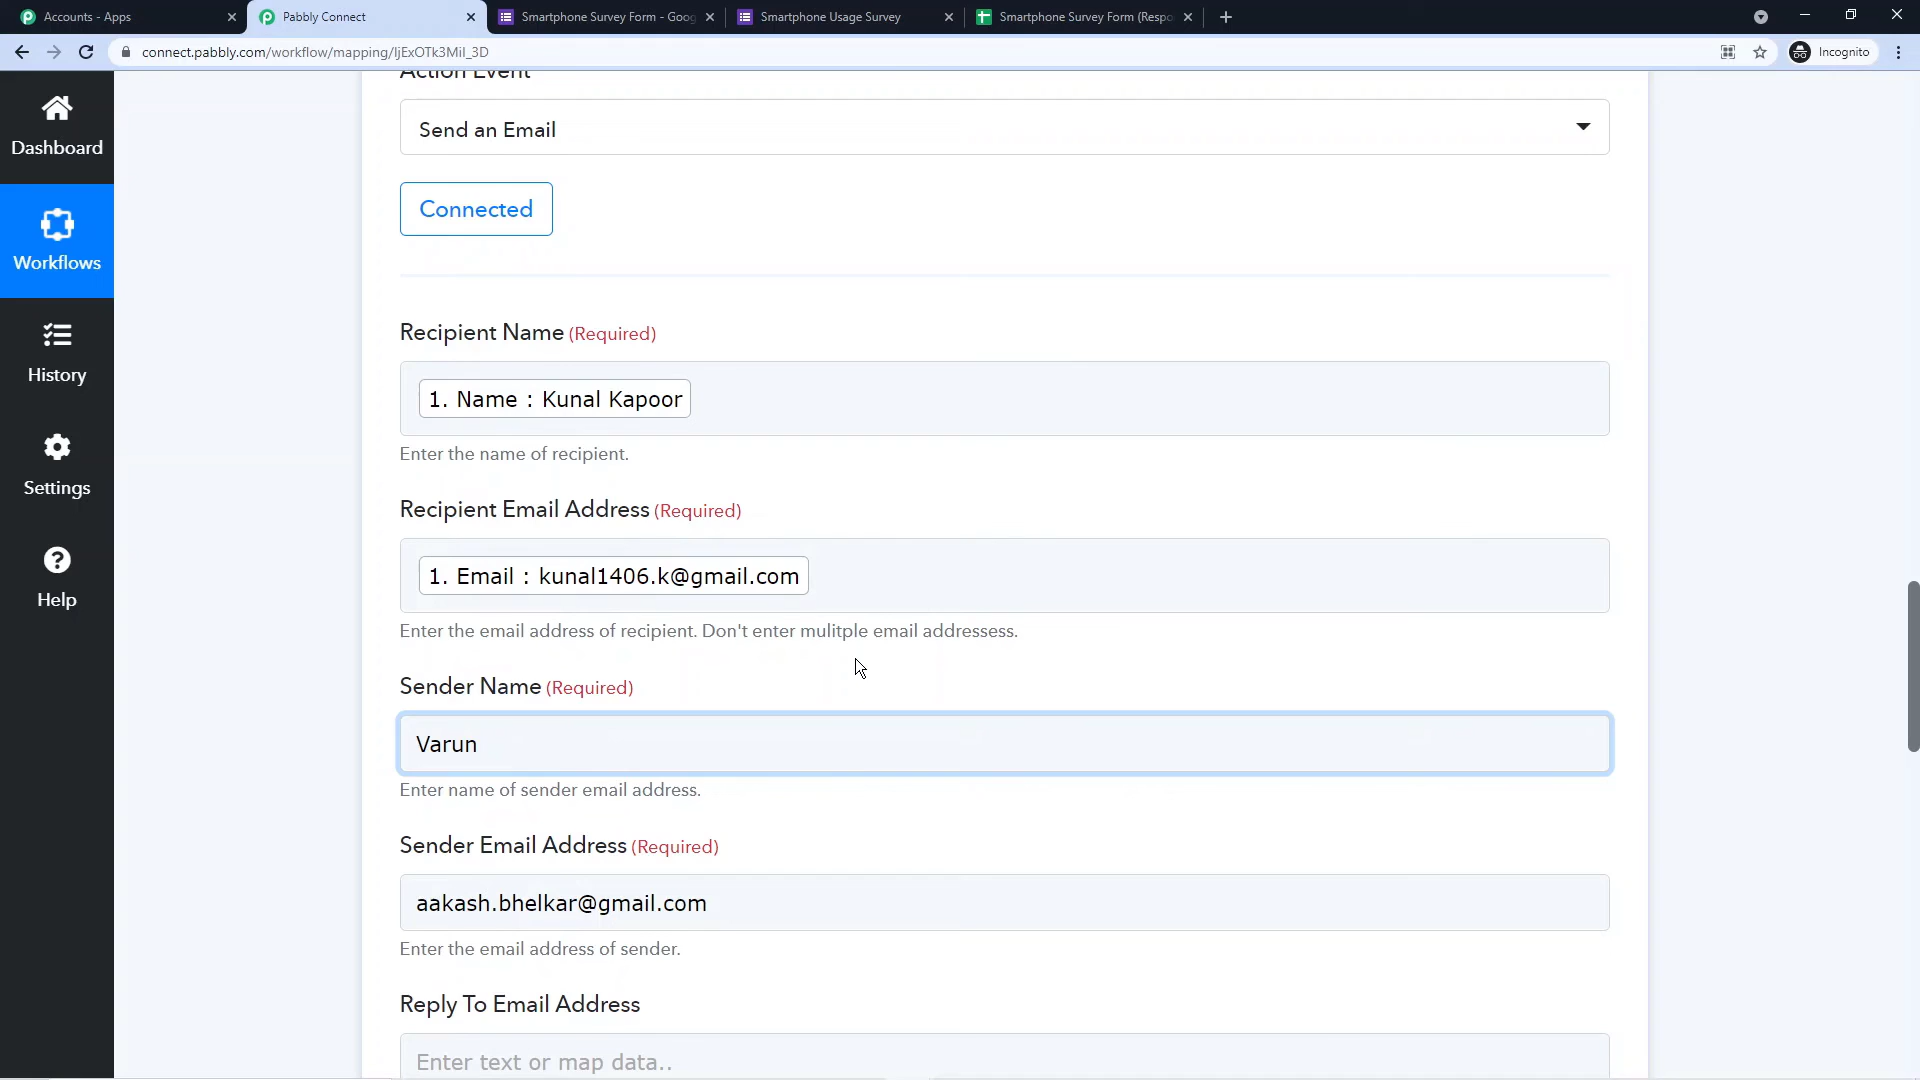 Accounts - Apps
Pabbly Connect
Smartphone Survey Form - Goog
Smartphone Usage Survey
Smartphone Survey Form (Respo
connect.pabbly.com/workflow/mapping/IjExOTk3MiI_3D
Incognito
Dashboard
Workflows
History
Settings
Help
Action Event
Send an Email
Connected
Recipient Name (Required)
1. Name : Kunal Kapoor
Enter the name of recipient.
Recipient Email Address (Required)
1. Email : kunal1406.k@gmail.com
Enter the email address of recipient. Don't enter mulitple email addressess.
Sender Name (Required)
Varun
Enter name of sender email address.
Sender Email Address (Required)
aakash.bhelkar@gmail.com
Enter the email address of sender.
Reply To Email Address
Enter text or map data..